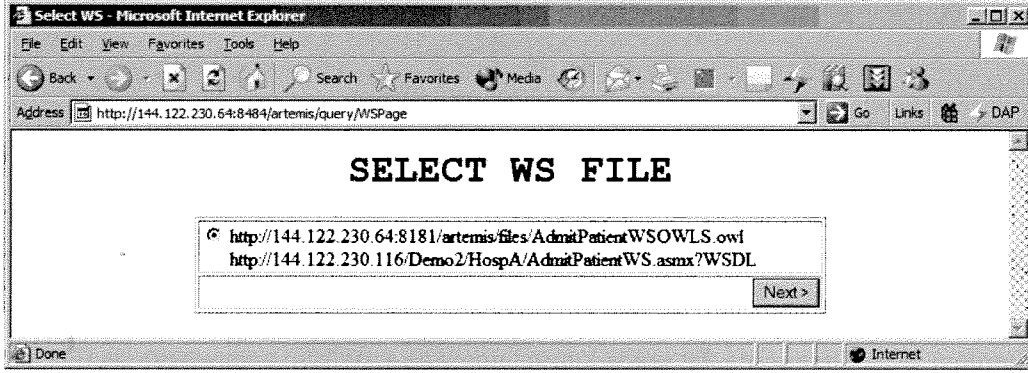 Select WS - Microsoft Internet Explorer
File Edit View Favorites Tools Help
Back Search Favorites Media
Address http://144.122.230.64:8484/artemis/query/WSPage Go Links DAP
SELECT WS FILE
http://144.122.230.64:8181/artemis/files/AdmitPatientWSOWLS.owl
http://144.122.230.116/Demo2/HospA/AdmitPatientWS.asmx?WSDL
Next >
Done Internet